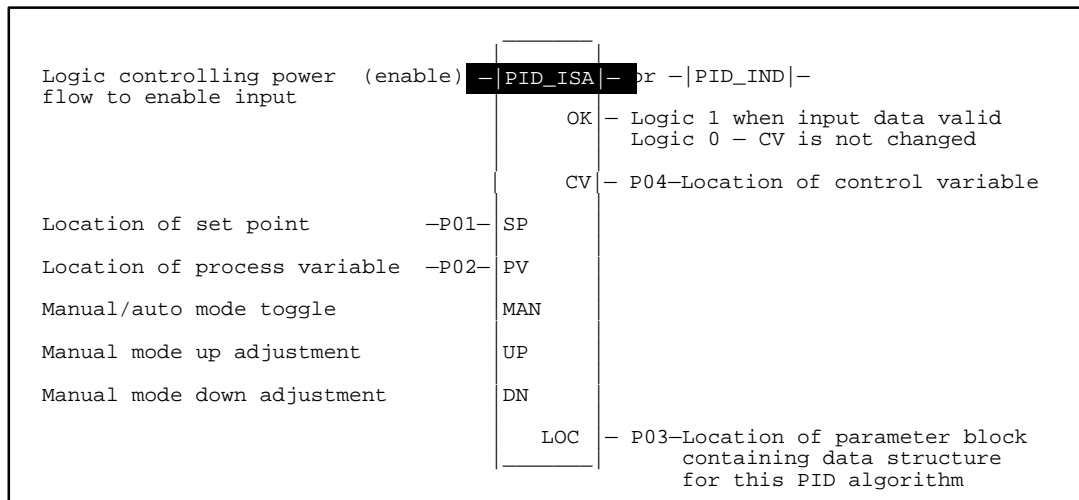 Logic controlling power (enable) –|PID_ISA|– or –|PID_IND|–
flow to enable input
OK – Logic 1 when input data valid
Logic 0 – CV is not changed
CV – P04–Location of control variable
Location of set point –P01– SP
Location of process variable –P02– PV
Manual/auto mode toggle MAN
Manual mode up adjustment UP
Manual mode down adjustment DN
LOC – P03–Location of parameter block
containing data structure
for this PID algorithm